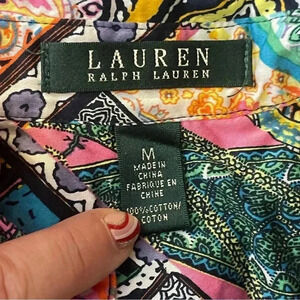 LAUREN
RALPH LAUREN
M
MADE IN
CHINA
FABRIQUE EN
CHINE
100%COTTON/
COTON